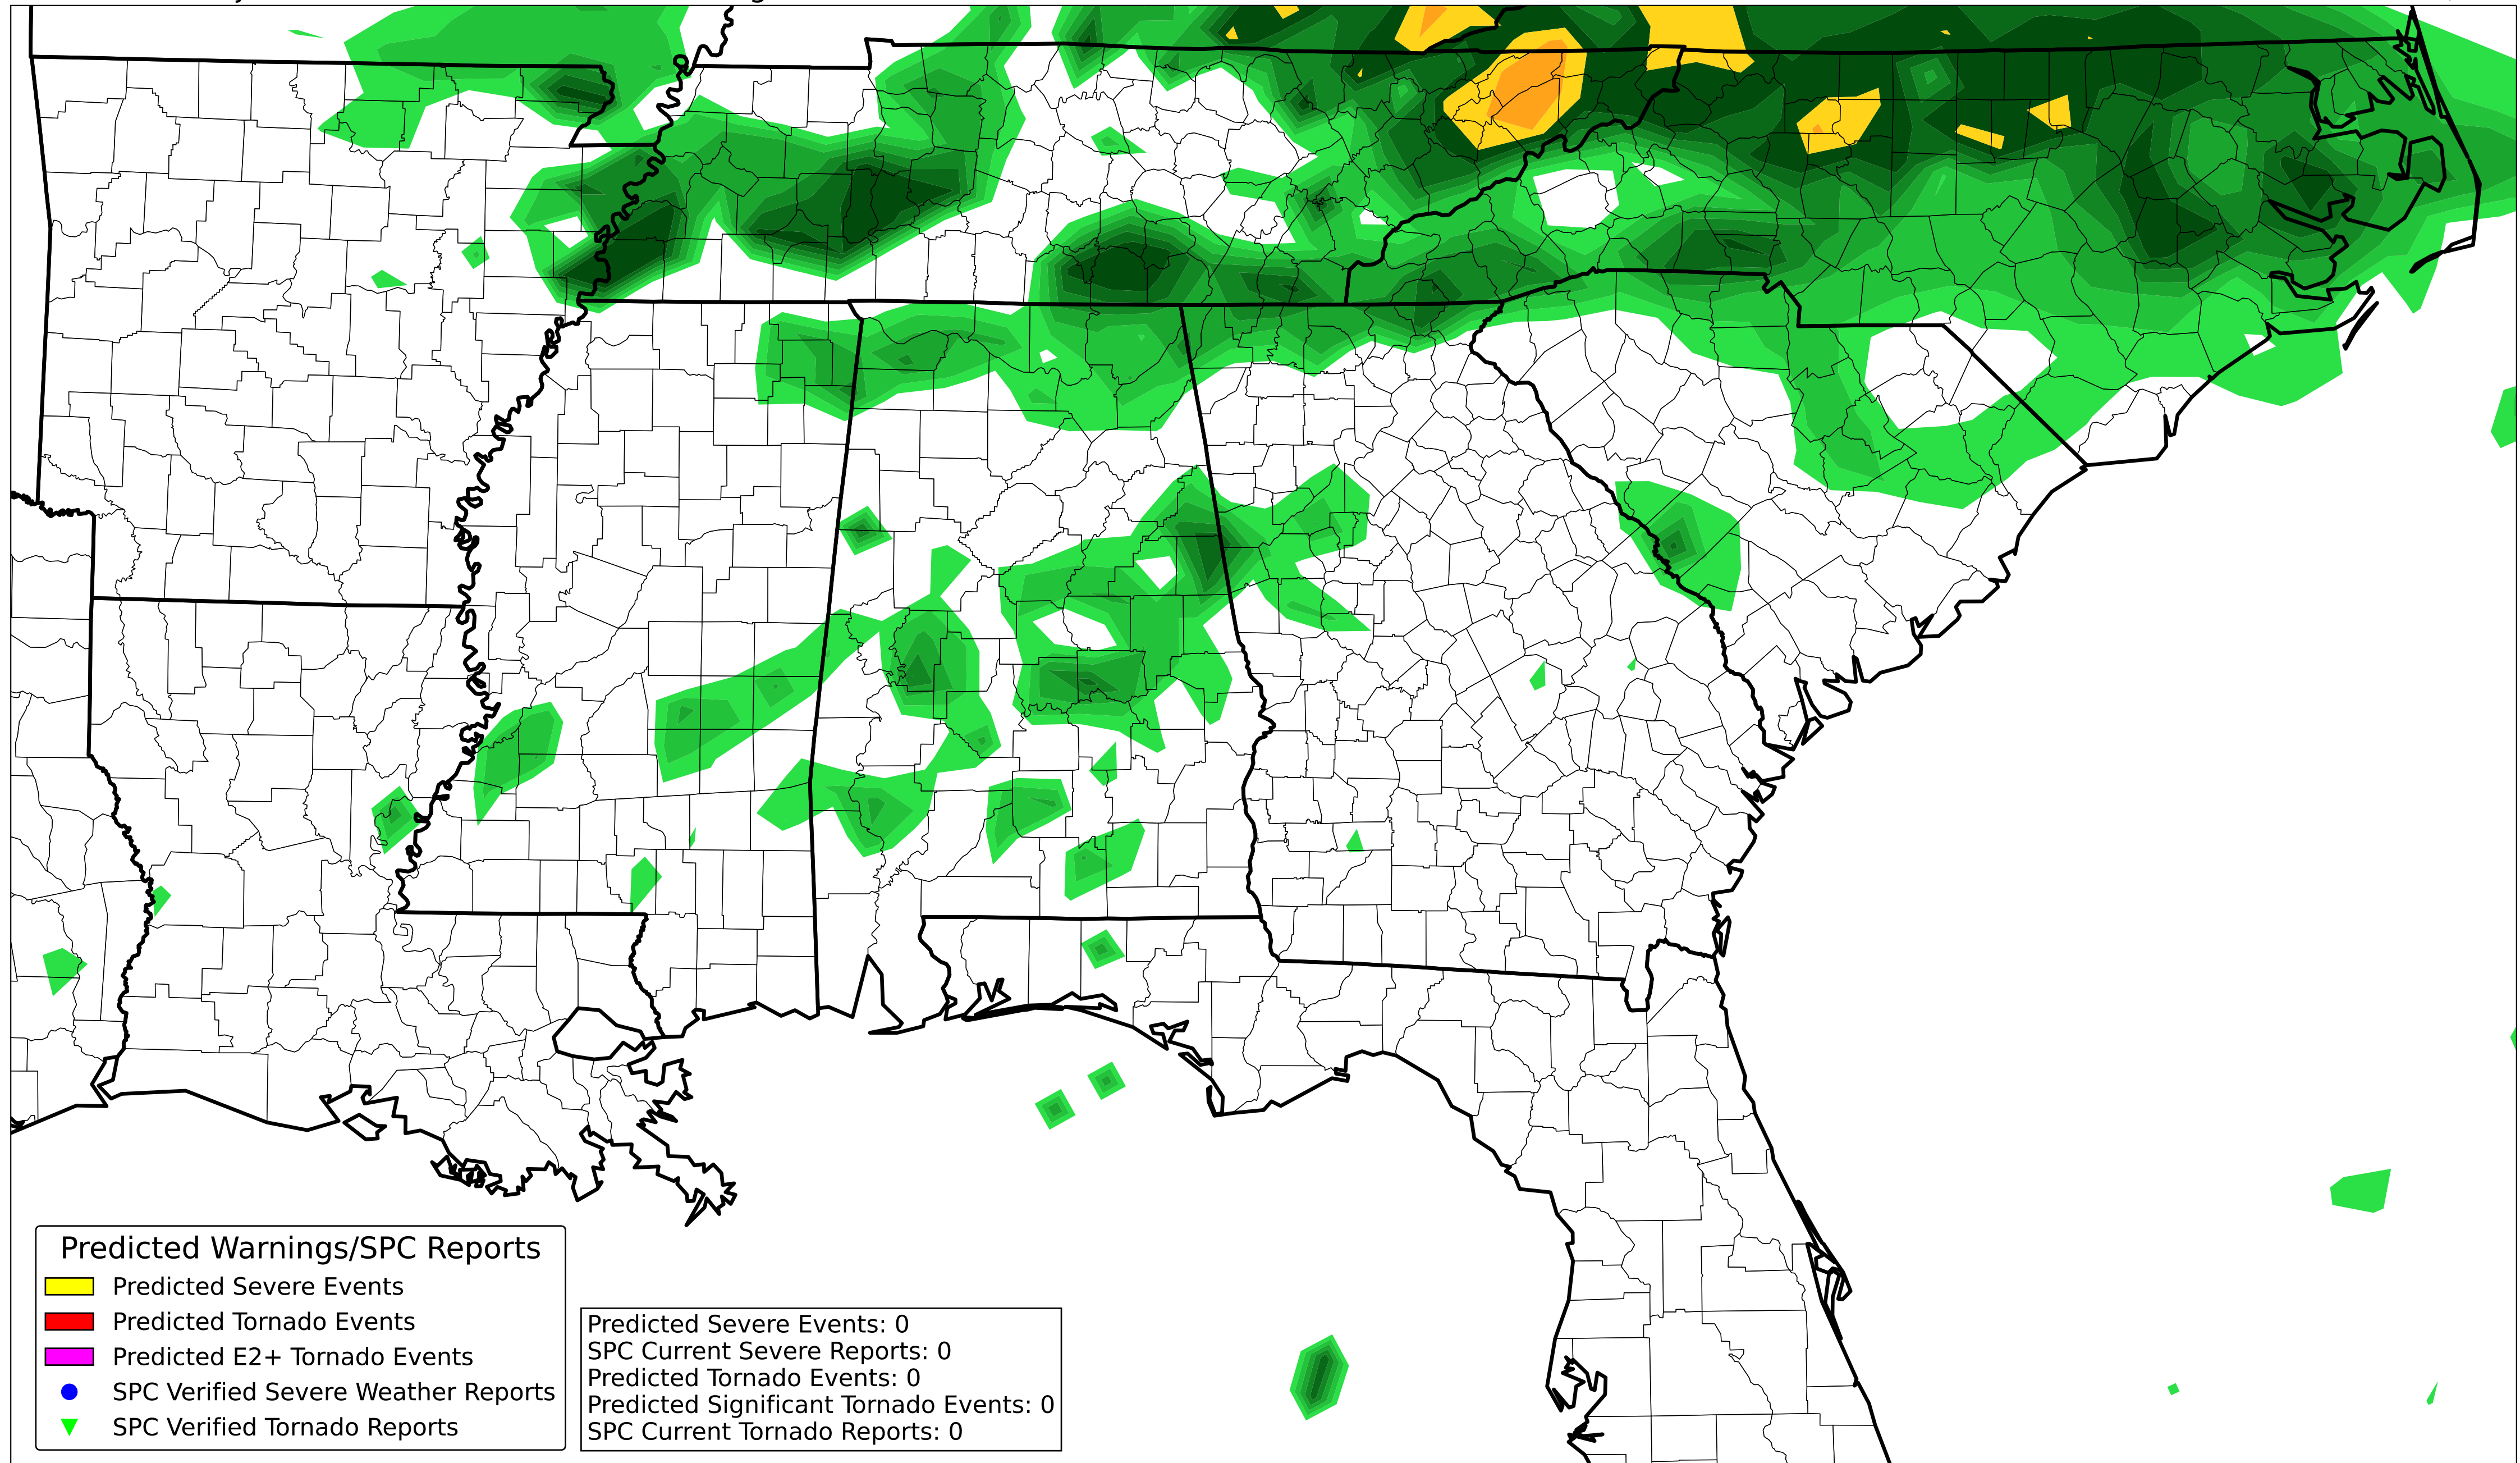 Predicted Warnings/SPC Reports
Predicted Severe Events
Predicted Tornado Events
Predicted E2+ Tornado Events
SPC Verified Severe Weather Reports
SPC Verified Tornado Reports
Predicted Severe Events: 0
SPC Current Severe Reports: 0
Predicted Tornado Events: 0
Predicted Significant Tornado Events: 0
SPC Current Tornado Reports: 0